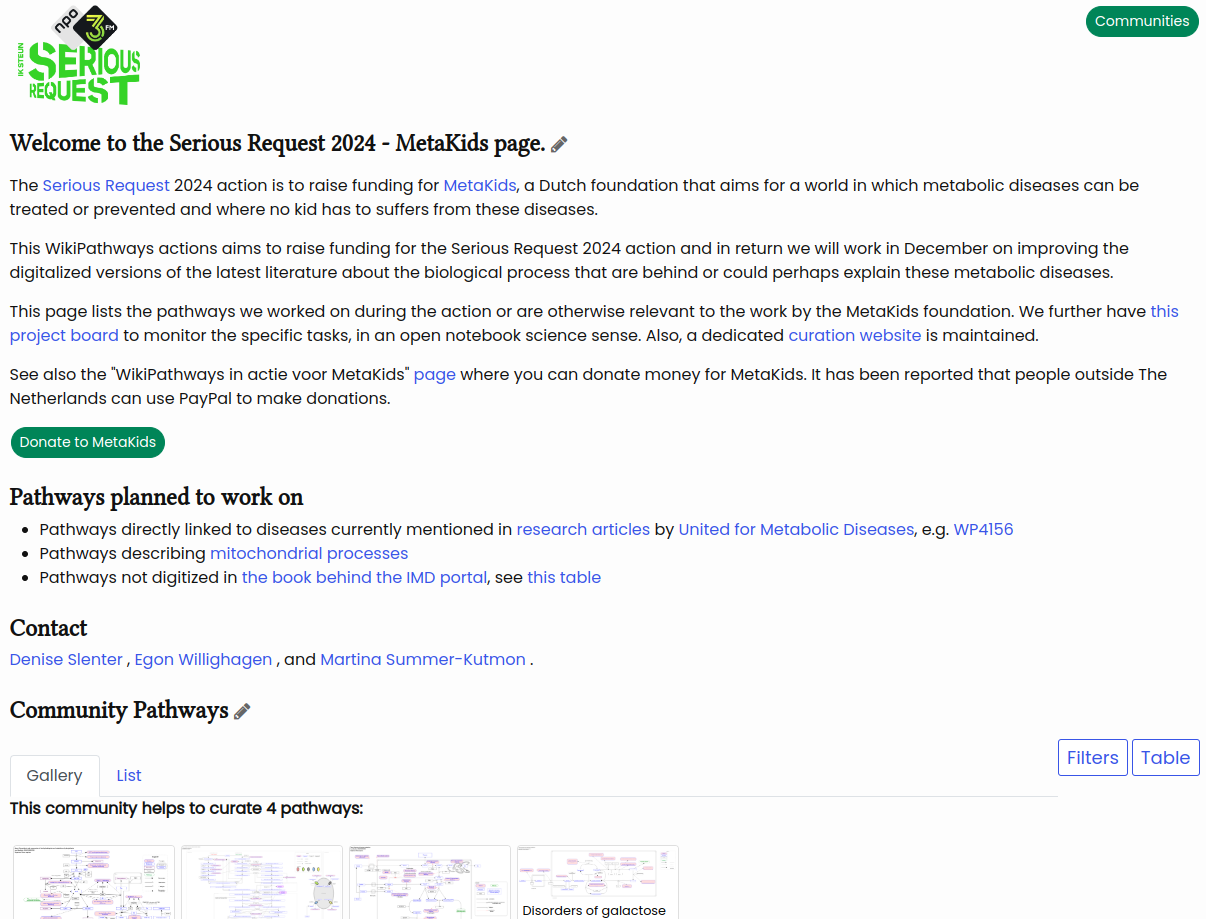 npo
3 FM
IK STEUN
SERIOUS
REQUEST
Communities
Welcome to the Serious Request 2024 - MetaKids page.
The Serious Request 2024 action is to raise funding for MetaKids, a Dutch foundation that aims for a world in which metabolic diseases can be
treated or prevented and where no kid has to suffers from these diseases.
This WikiPathways actions aims to raise funding for the Serious Request 2024 action and in return we will work in December on improving the
digitalized versions of the latest literature about the biological process that are behind or could perhaps explain these metabolic diseases.
This page lists the pathways we worked on during the action or are otherwise relevant to the work by the MetaKids foundation. We further have this
project board to monitor the specific tasks, in an open notebook science sense. Also, a dedicated curation website is maintained.
See also the "WikiPathways in actie voor MetaKids" page where you can donate money for MetaKids. It has been reported that people outside The
Netherlands can use PayPal to make donations.
Donate to MetaKids
Pathways planned to work on
• Pathways directly linked to diseases currently mentioned in research articles by United for Metabolic Diseases, e.g. WP4156
• Pathways describing mitochondrial processes
• Pathways not digitized in the book behind the IMD portal, see this table
Contact
Denise Slenter , Egon Willighagen , and Martina Summer-Kutmon .
Community Pathways
Filters Table
Gallery List
This community helps to curate 4 pathways:
Disorders of galactose